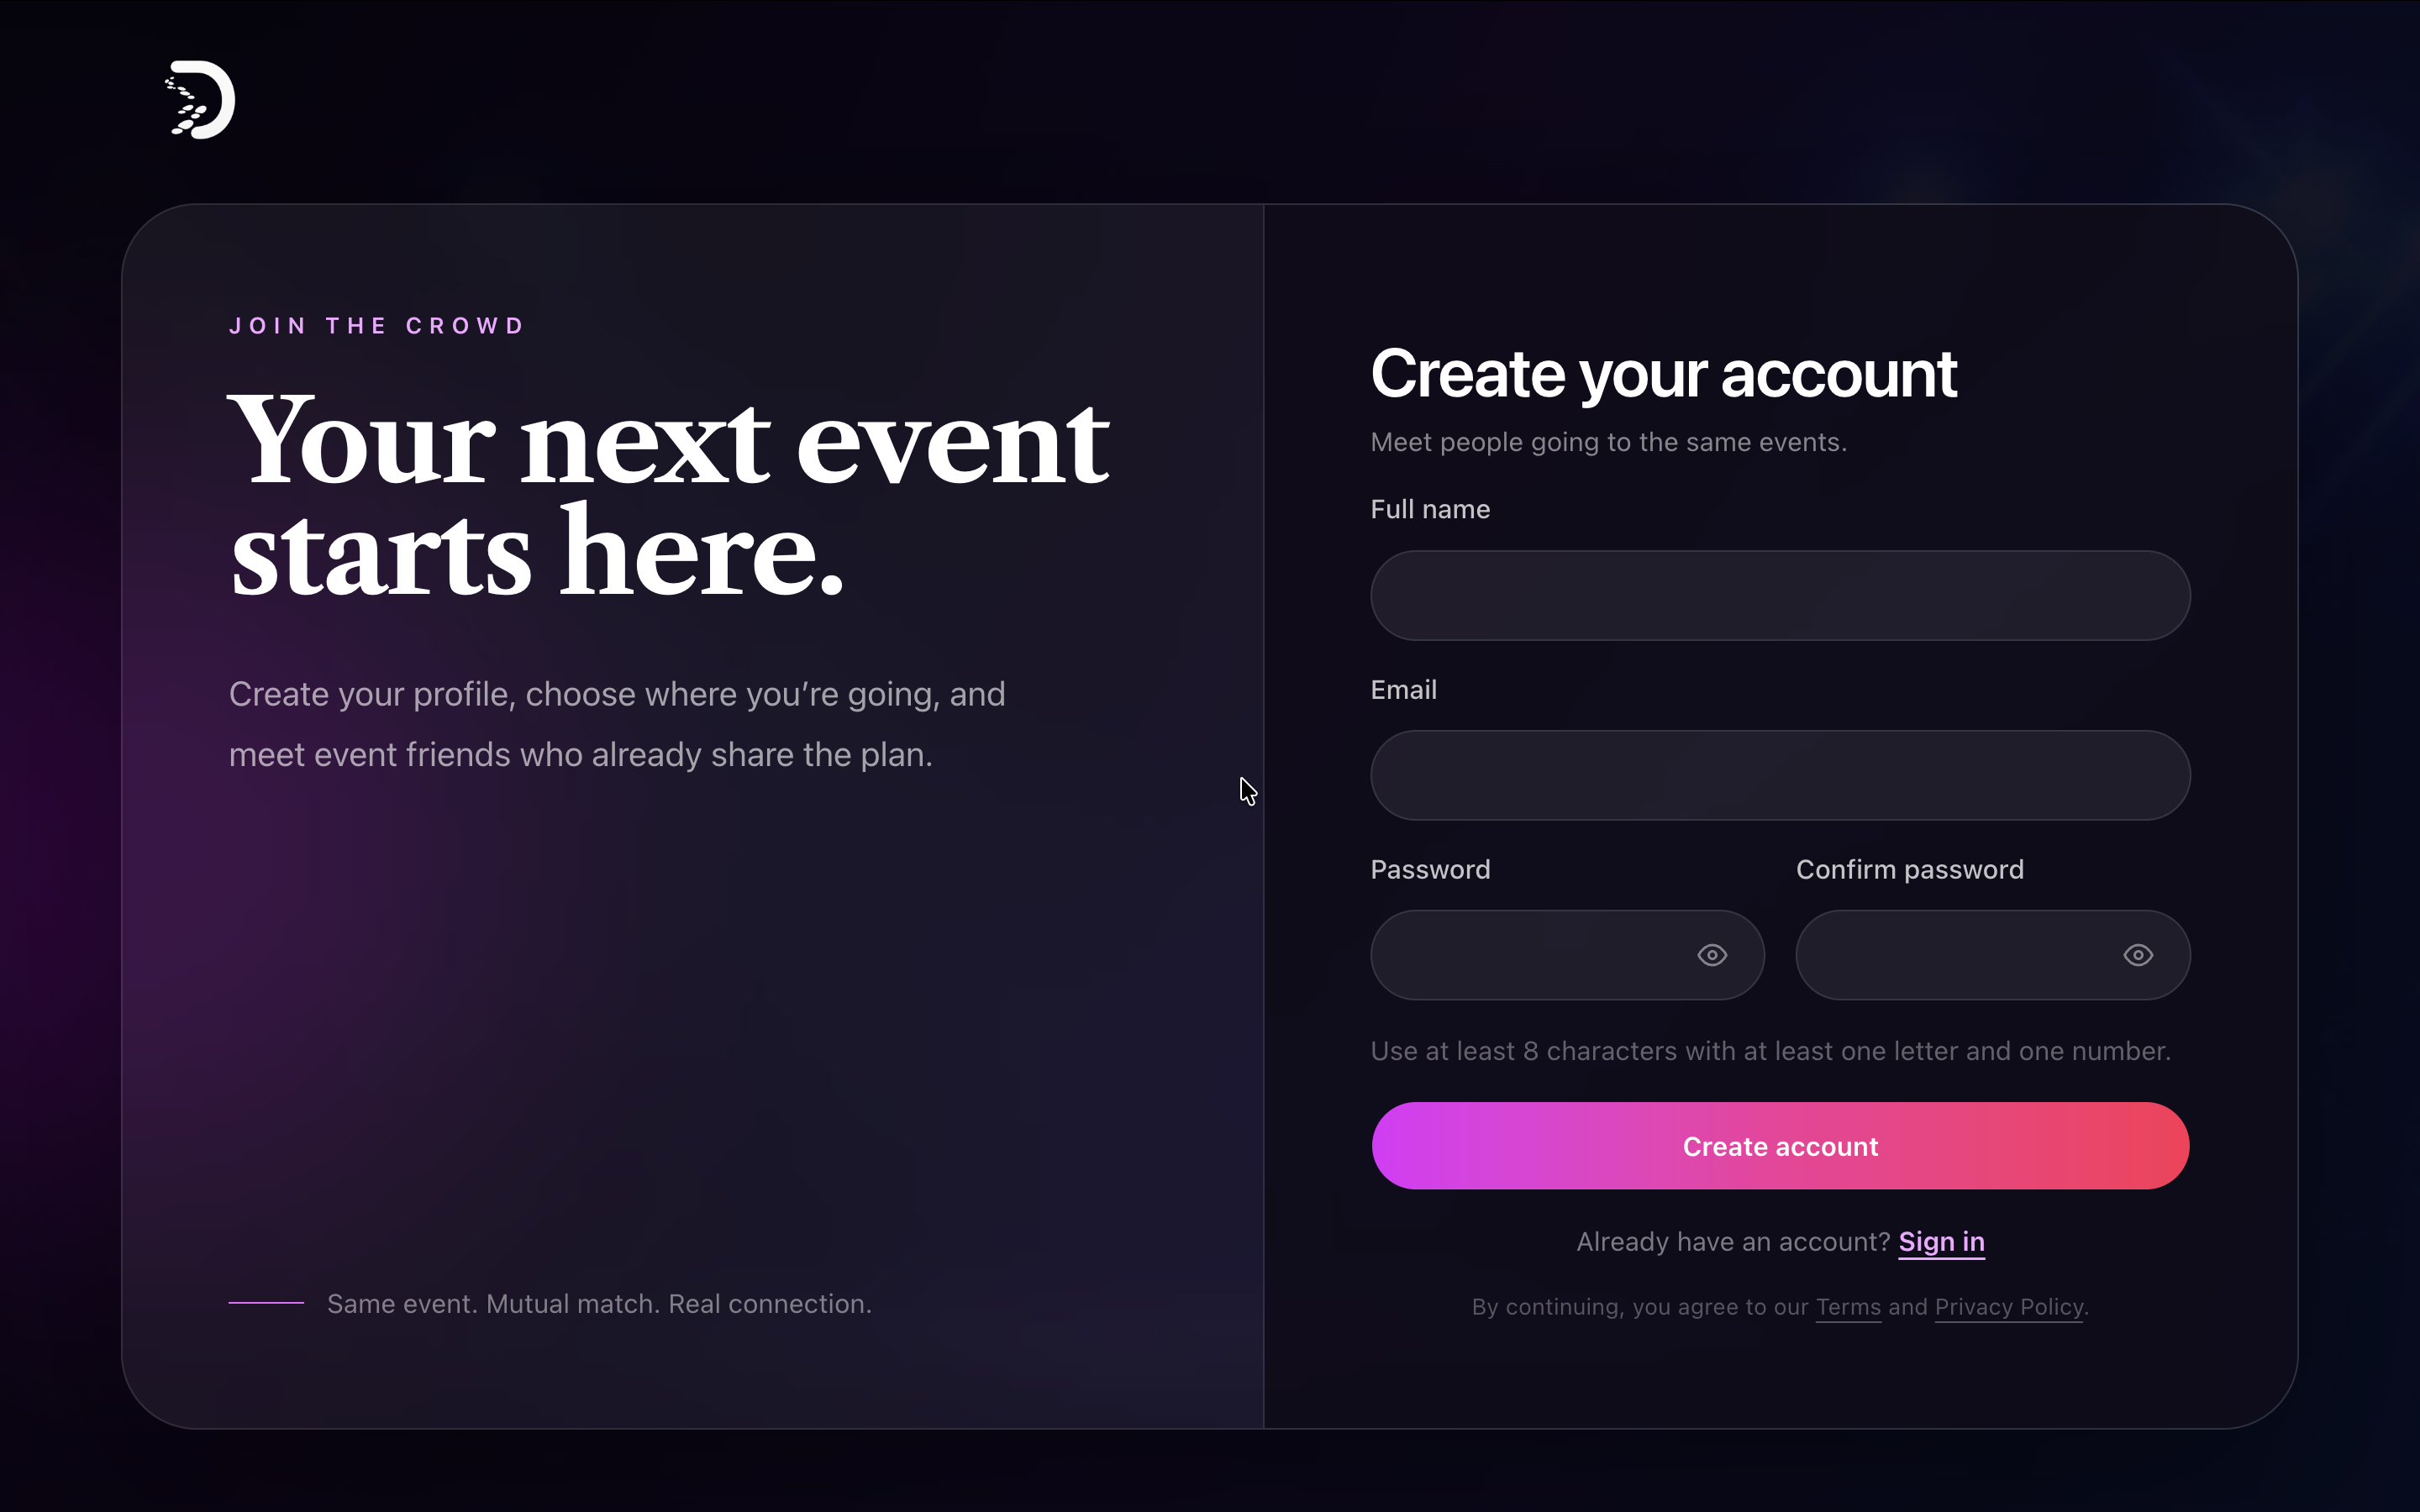 JOIN THE CROWD
Your next event
starts here.
Create your profile, choose where you’re going, and
meet event friends who already share the plan.
Same event. Mutual match. Real connection.
Create your account
Meet people going to the same events.
Full name
Email
Password
Confirm password
Use at least 8 characters with at least one letter and one number.
Create account
Already have an account? Sign in
By continuing, you agree to our Terms and Privacy Policy.